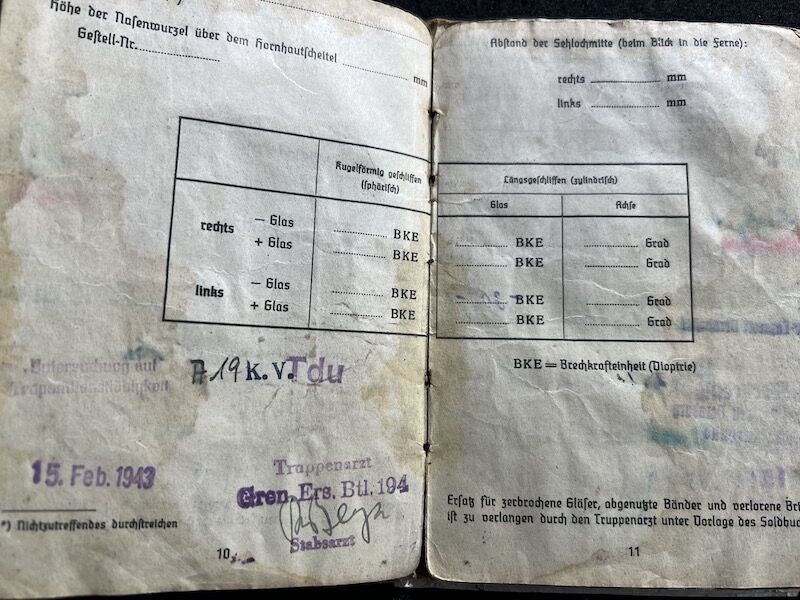 Höhe der Nasenwurzel über dem Hornhautscheitel .......... mm
Gestell-Nr. ..........
Kugelförmig geschliffen
(sphärisch)
rechts
— Glas .......... BKE
+ Glas .......... BKE
links
— Glas .......... BKE
+ Glas .......... BKE
Untersuchung auf
Tropendienstfähigkeit
A 19 K. V. Tdu
15. Feb. 1943
Truppenarzt
Gren. Ers. Btl. 194
Stabsarzt
*) Nichtzutreffendes durchstreichen
10
Abstand der Sehlochmitte (beim Blick in die Ferne):
rechts .......... mm
links .......... mm
Längsgeschliffen (zylindrisch)
Glas Achse
.......... BKE .......... Grad
.......... BKE .......... Grad
.......... BKE .......... Grad
.......... BKE .......... Grad
BKE = Brechkrafteinheit (Dioptrie)
Ersatz für zerbrochene Gläser, abgenutzte Bänder und verlorene
ist zu verlangen durch den Truppenarzt unter Vorlage des Soldbuc
11